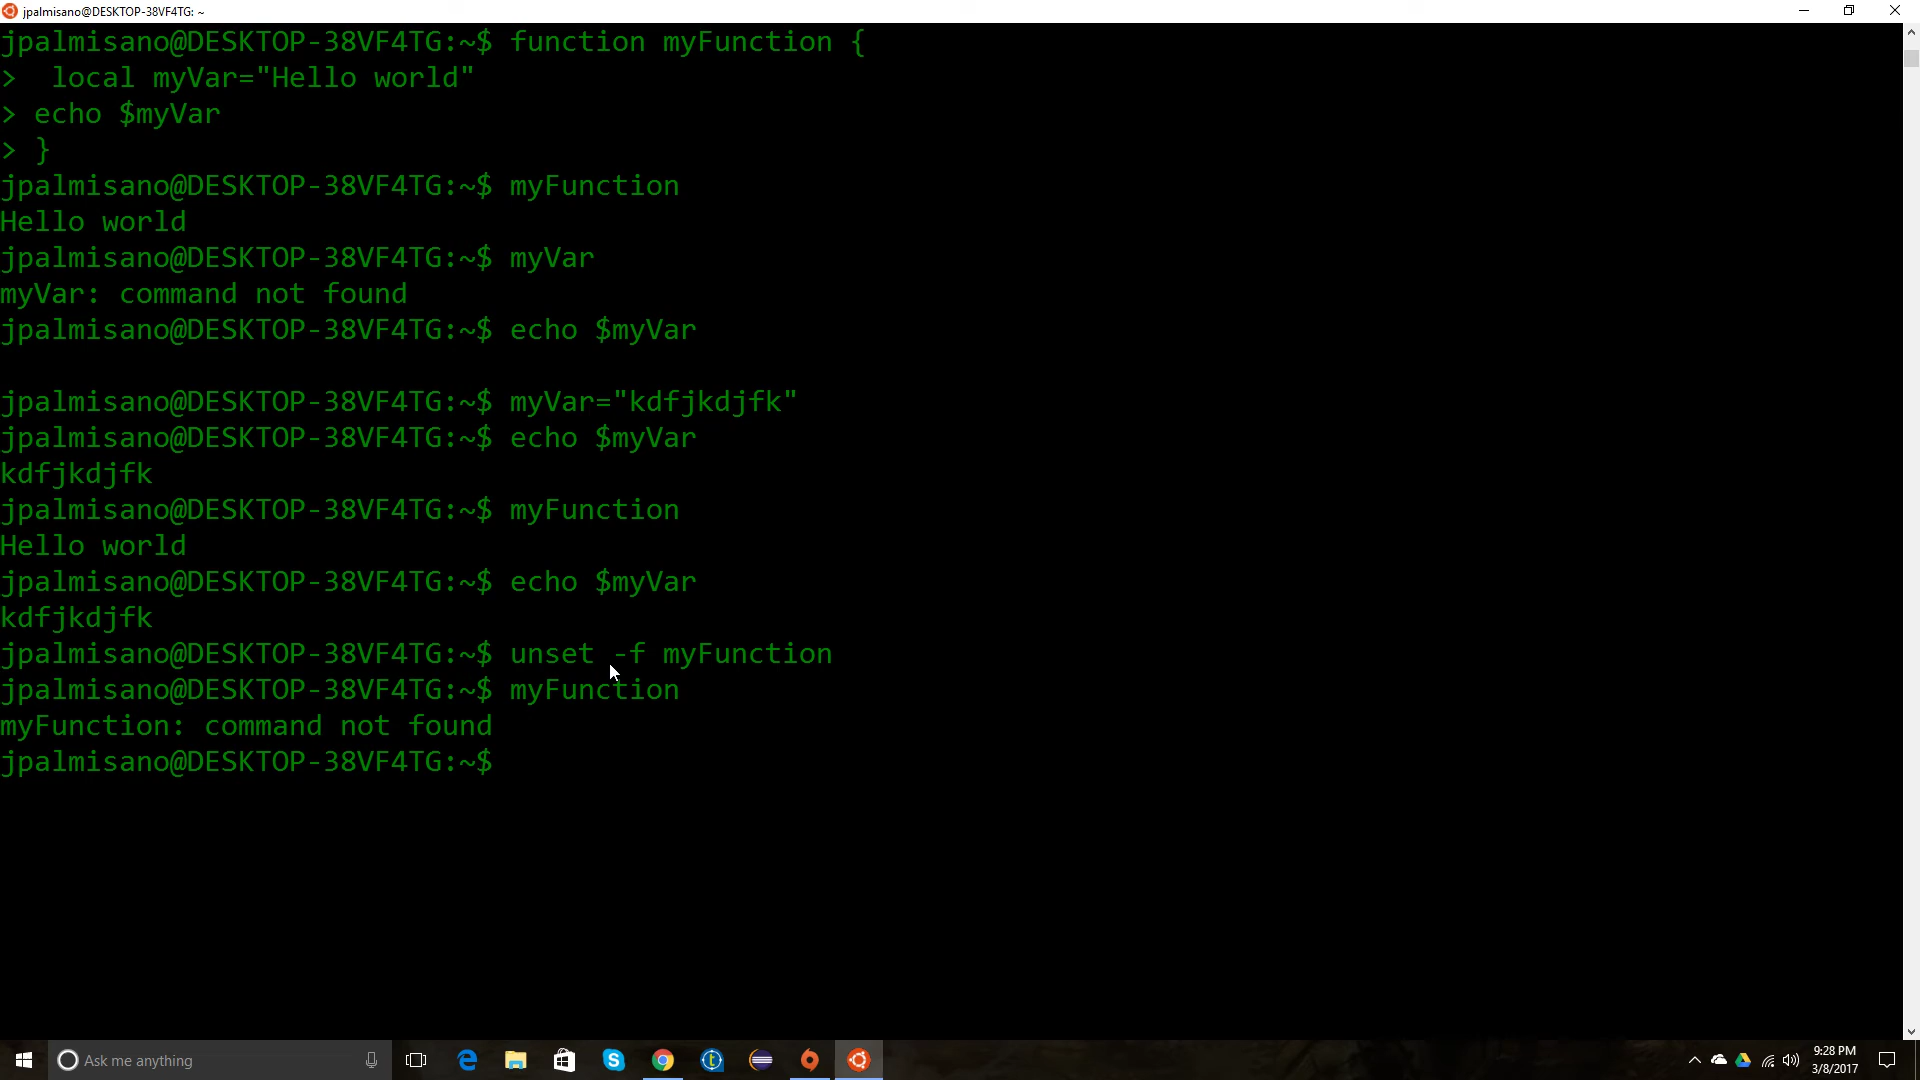 jpalmisano@DESKTOP-38VF4TG: ~
jpalmisano@DESKTOP-38VF4TG:~$ function myFunction {
>  local myVar="Hello world"
> echo $myVar
> }
jpalmisano@DESKTOP-38VF4TG:~$ myFunction
Hello world
jpalmisano@DESKTOP-38VF4TG:~$ myVar
myVar: command not found
jpalmisano@DESKTOP-38VF4TG:~$ echo $myVar

jpalmisano@DESKTOP-38VF4TG:~$ myVar="kdfjkdjfk"
jpalmisano@DESKTOP-38VF4TG:~$ echo $myVar
kdfjkdjfk
jpalmisano@DESKTOP-38VF4TG:~$ myFunction
Hello world
jpalmisano@DESKTOP-38VF4TG:~$ echo $myVar
kdfjkdjfk
jpalmisano@DESKTOP-38VF4TG:~$ unset -f myFunction
jpalmisano@DESKTOP-38VF4TG:~$ myFunction
myFunction: command not found
jpalmisano@DESKTOP-38VF4TG:~$
Ask me anything
9:28 PM
3/8/2017